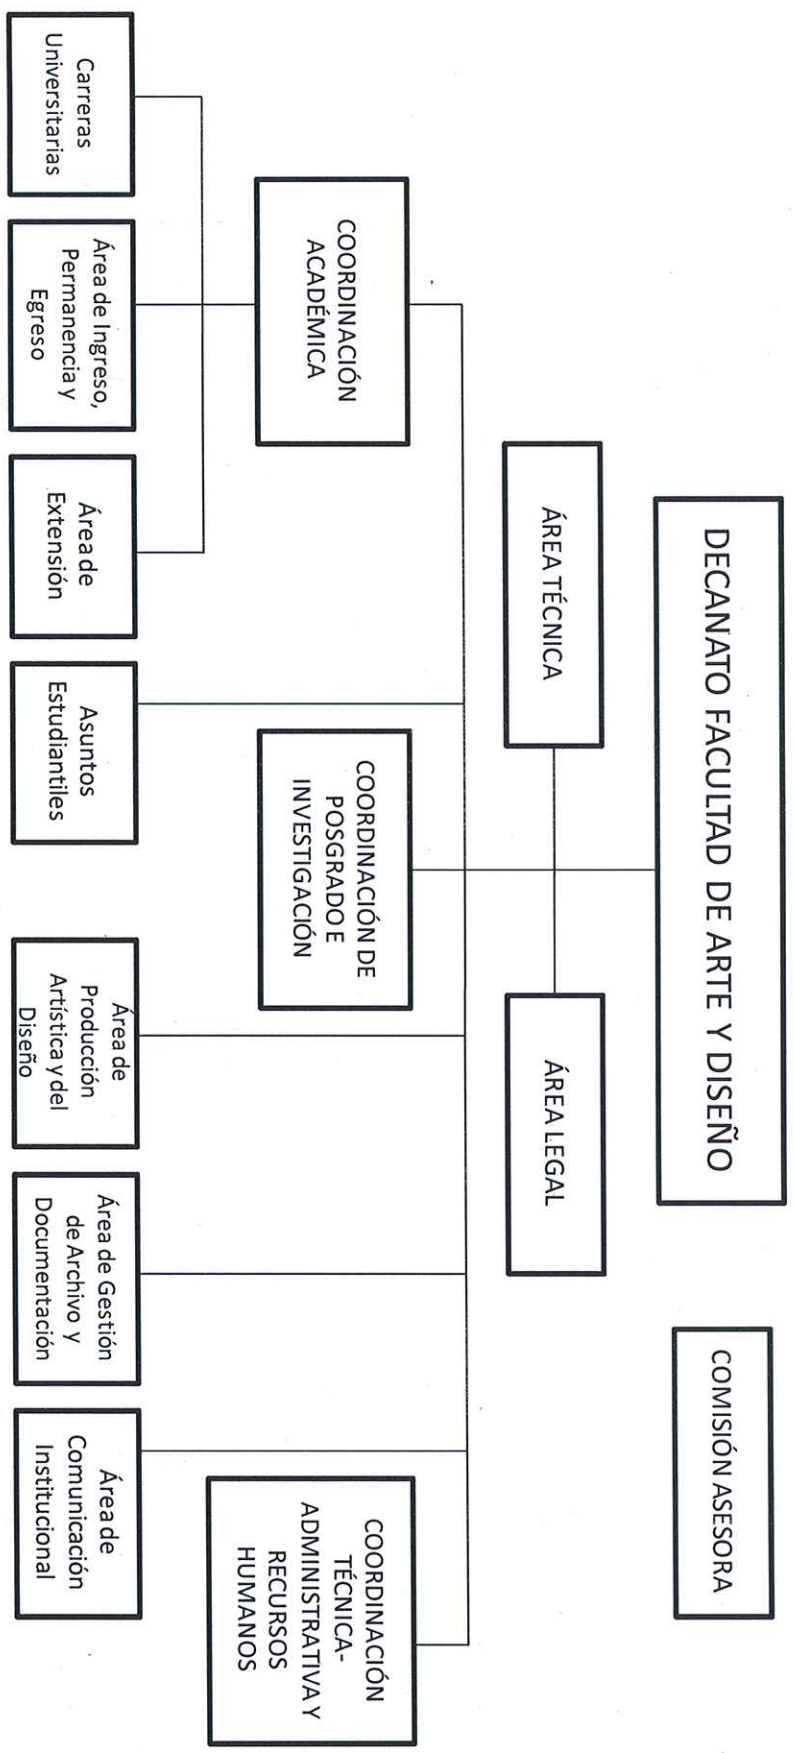 DECANATO FACULTAD DE ARTE Y DISEÑO
COMISIÓN ASESORA
ÁREA TÉCNICA
ÁREA LEGAL
COORDINACIÓN
ACADÉMICA
COORDINACIÓN DE
POSGRADO E
INVESTIGACIÓN
COORDINACIÓN
TÉCNICA-
ADMINISTRATIVA Y
RECURSOS
HUMANOS
Carreras
Universitarias
Área de Ingreso,
Permanencia y
Egreso
Área de
Extensión
Asuntos
Estudiantiles
Área de
Producción
Artística y del
Diseño
Área de Gestión
de Archivo y
Documentación
Área de
Comunicación
Institucional